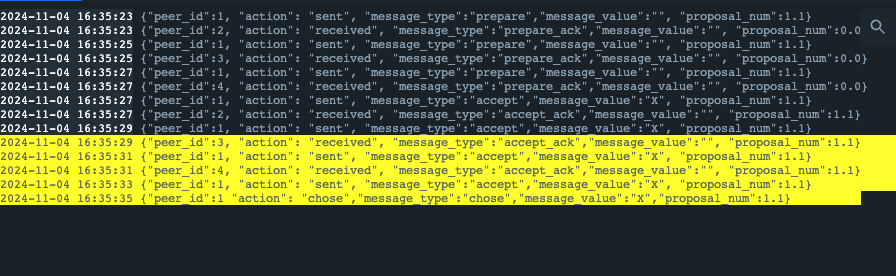 2024-11-04 16:35:23 {"peer_id":1, "action": "sent", "message_type":"prepare","message_value":"", "proposal_num":1.1}
2024-11-04 16:35:23 {"peer_id":2, "action": "received", "message_type":"prepare_ack","message_value":"", "proposal_num":0.0
2024-11-04 16:35:25 {"peer_id":1, "action": "sent", "message_type":"prepare","message_value":"", "proposal_num":1.1}
2024-11-04 16:35:25 {"peer_id":3, "action": "received", "message_type":"prepare_ack","message_value":"", "proposal_num":0.0}
2024-11-04 16:35:27 {"peer_id":1, "action": "sent", "message_type":"prepare","message_value":"", "proposal_num":1.1}
2024-11-04 16:35:27 {"peer_id":4, "action": "received", "message_type":"prepare_ack","message_value":"", "proposal_num":0.0}
2024-11-04 16:35:27 {"peer_id":1, "action": "sent", "message_type":"accept","message_value":"X", "proposal_num":1.1}
2024-11-04 16:35:27 {"peer_id":2, "action": "received", "message_type":"accept_ack","message_value":"", "proposal_num":1.1}
2024-11-04 16:35:29 {"peer_id":1, "action": "sent", "message_type":"accept","message_value":"X", "proposal_num":1.1}
2024-11-04 16:35:29 {"peer_id":3, "action": "received", "message_type":"accept_ack","message_value":"", "proposal_num":1.1}
2024-11-04 16:35:31 {"peer_id":1, "action": "sent", "message_type":"accept","message_value":"X", "proposal_num":1.1}
2024-11-04 16:35:31 {"peer_id":4, "action": "received", "message_type":"accept_ack","message_value":"", "proposal_num":1.1}
2024-11-04 16:35:33 {"peer_id":1, "action": "sent", "message_type":"accept","message_value":"X", "proposal_num":1.1}
2024-11-04 16:35:35 {"peer_id":1 "action": "chose","message_type":"chose","message_value":"X","proposal_num":1.1}